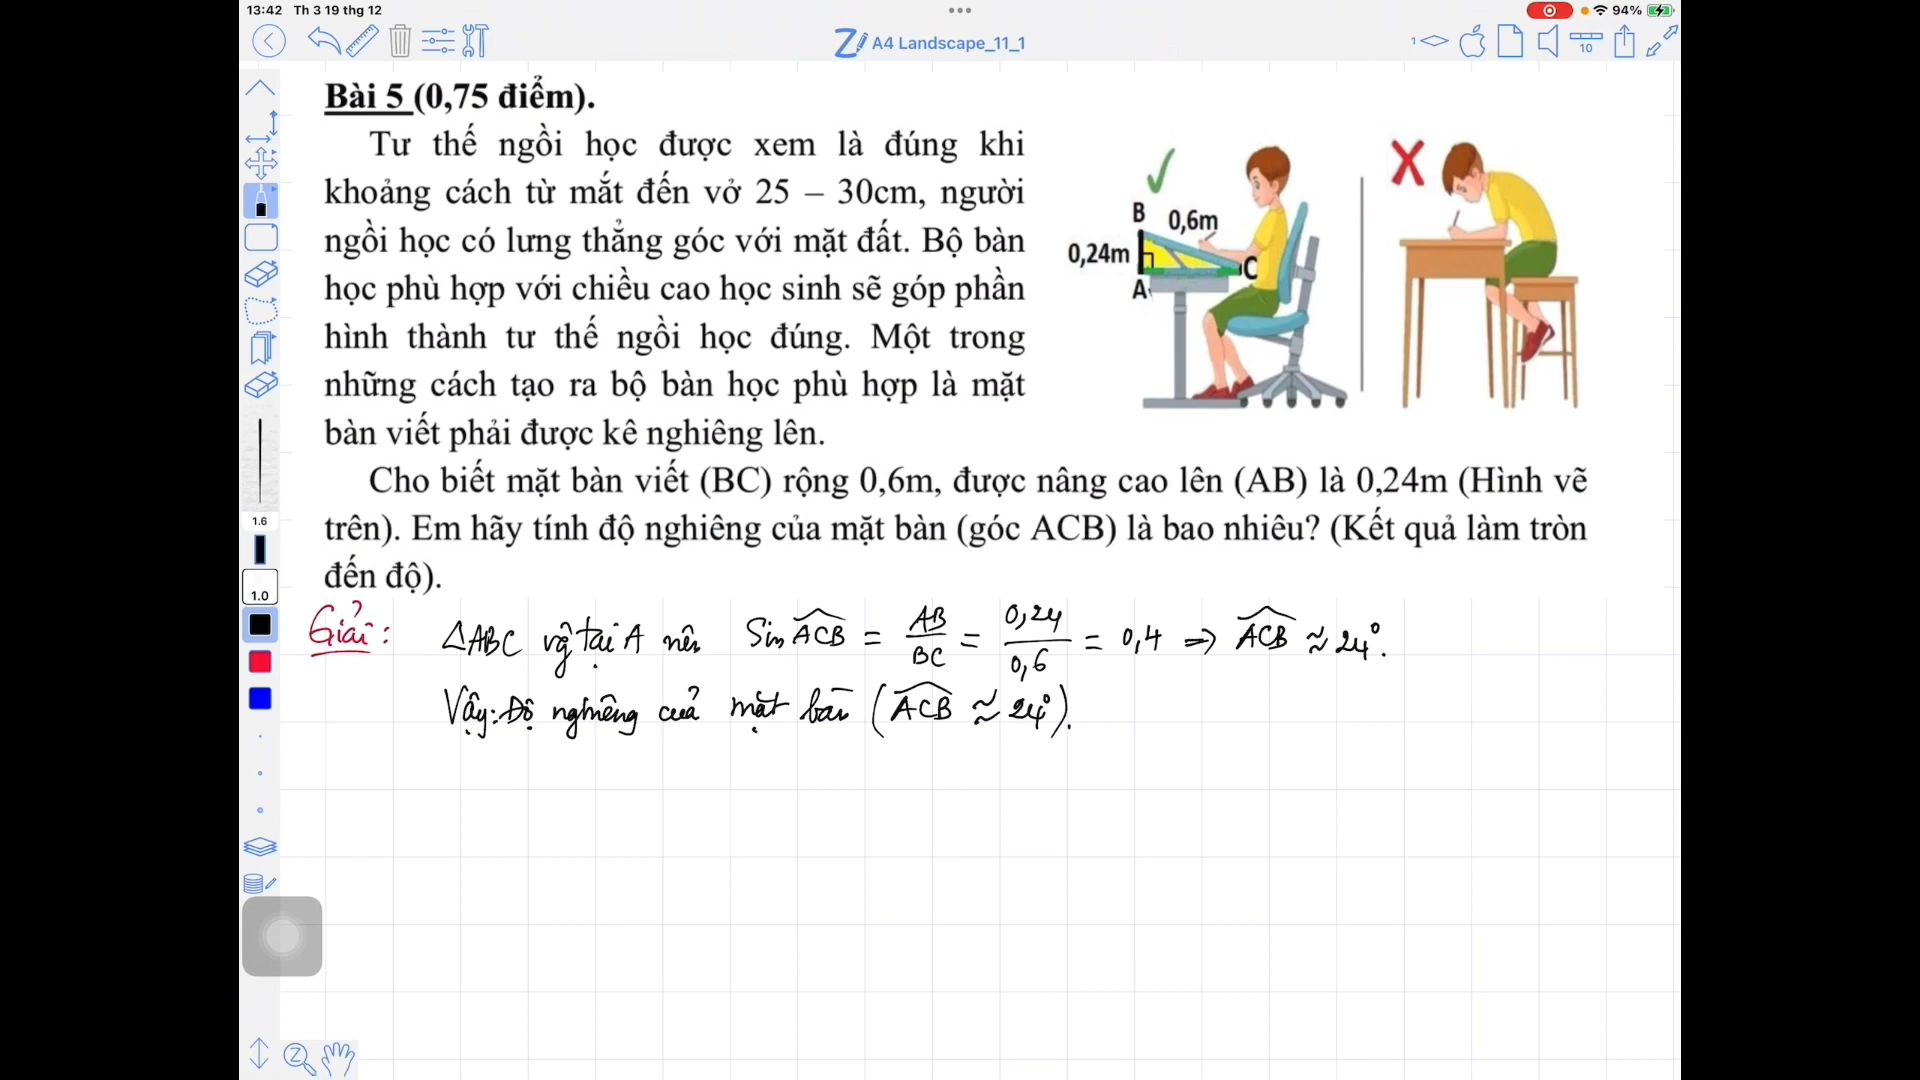 13:42 Th 3 19 thg 12
94%
A4 Landscape_11_1
1
10
Bài 5 (0,75 điểm).
Tư thế ngồi học được xem là đúng khi
khoảng cách từ mắt đến vở 25 – 30cm, người
ngồi học có lưng thẳng góc với mặt đất. Bộ bàn
học phù hợp với chiều cao học sinh sẽ góp phần
hình thành tư thế ngồi học đúng. Một trong
những cách tạo ra bộ bàn học phù hợp là mặt
bàn viết phải được kê nghiêng lên.
B
0,6m
0,24m
C
A
Cho biết mặt bàn viết (BC) rộng 0,6m, được nâng cao lên (AB) là 0,24m (Hình vẽ
trên). Em hãy tính độ nghiêng của mặt bàn (góc ACB) là bao nhiêu? (Kết quả làm tròn
đến độ).
1.6
1.0
Giải: ΔABC vg tại A nên Sin ACB = AB/BC = 0,24/0,6 = 0,4 => ACB ≈ 24°.
Vậy: Độ nghiêng của mặt bàn (ACB ≈ 24°).